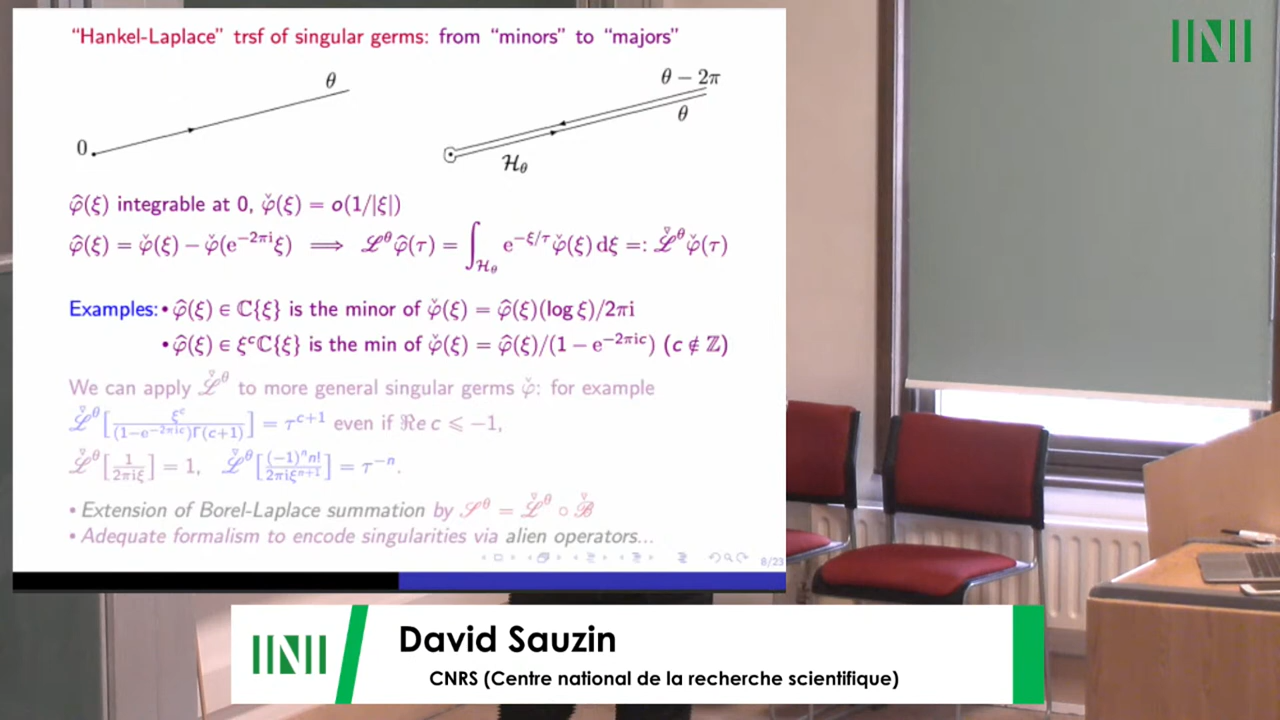 “Hankel-Laplace” trsf of singular germs: from “minors” to “majors”
θ
θ − 2π
θ
0
ℋ_θ
φ̂(ξ) integrable at 0, φ̌(ξ) = o(1/|ξ|)
φ̂(ξ) = φ̌(ξ) − φ̌(e^{−2πi}ξ) ⟹ ℒ^θ φ̂(τ) = ∫_{ℋ_θ} e^{−ξ/τ} φ̌(ξ) dξ =: ℒ̌^θ φ̌(τ)
Examples: • φ̂(ξ) ∈ ℂ{ξ} is the minor of φ̌(ξ) = φ̂(ξ)(log ξ)/2πi
• φ̂(ξ) ∈ ξ^c ℂ{ξ} is the min of φ̌(ξ) = φ̂(ξ)/(1 − e^{−2πic}) (c ∉ ℤ)
We can apply ℒ̌^θ to more general singular germs φ̌: for example
ℒ̌^θ[ξ^c/((1−e^{−2πic})Γ(c+1))] = τ^{c+1} even if ℜe c ⩽ −1,
ℒ̌^θ[1/(2πiξ)] = 1, ℒ̌^θ[(−1)^n n!/(2πiξ^{n+1})] = τ^{−n}.
• Extension of Borel-Laplace summation by 𝒮^θ = ℒ̌^θ ∘ ℬ̌
• Adequate formalism to encode singularities via alien operators...
8/23
INI
INI
David Sauzin
CNRS (Centre national de la recherche scientifique)